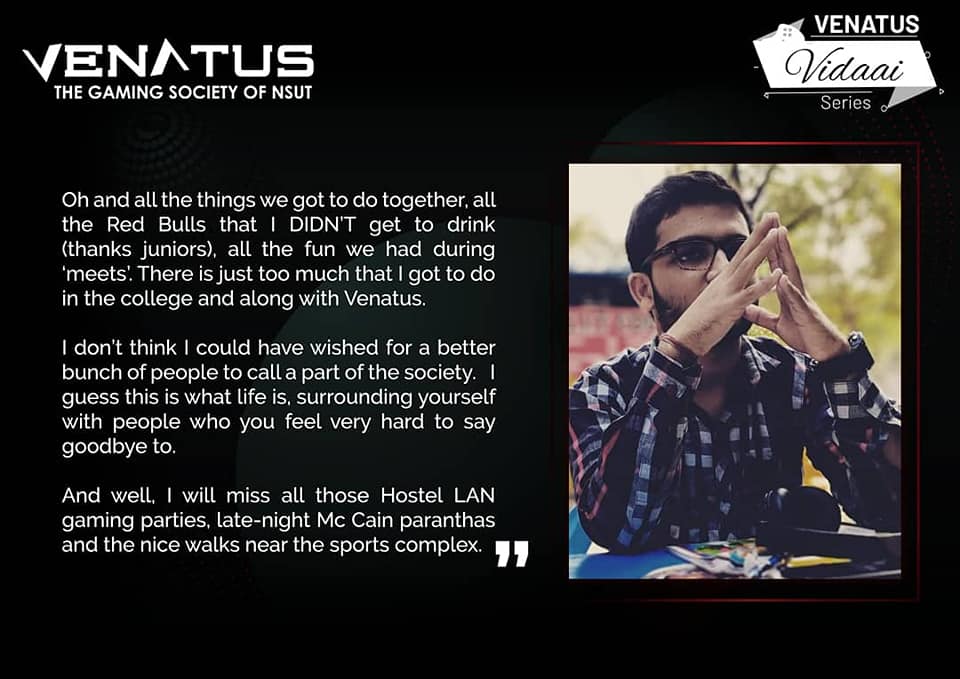 VENATUS
THE GAMING SOCIETY OF NSUT
VENATUS
Vidaai
Series
Oh and all the things we got to do together, all
the Red Bulls that I DIDN'T get to drink
(thanks juniors), all the fun we had during
'meets'. There is just too much that I got to do
in the college and along with Venatus.
I don't think I could have wished for a better
bunch of people to call a part of the society. I
guess this is what life is, surrounding yourself
with people who you feel very hard to say
goodbye to.
And well, I will miss all those Hostel LAN
gaming parties, late-night Mc Cain paranthas
and the nice walks near the sports complex. ”